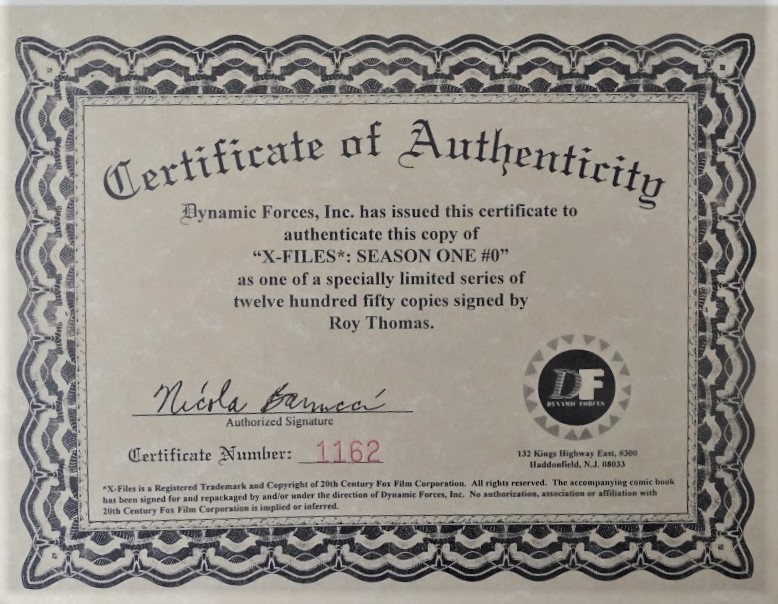 Certificate of Authenticity
Dynamic Forces, Inc. has issued this certificate to
authenticate this copy of
“X-FILES*: SEASON ONE #0”
as one of a specially limited series of
twelve hundred fifty copies signed by
Roy Thomas.
Nicola Barrucci
Authorized Signature
Certificate Number: 1162
DF
DYNAMIC FORCES
132 Kings Highway East, #300
Haddonfield, N.J. 08033
*X-Files is a Registered Trademark and Copyright of 20th Century Fox Film Corporation. All rights reserved. The accompanying comic book
has been signed for and repackaged by and/or under the direction of Dynamic Forces, Inc. No authorization, association or affiliation with
20th Century Fox Film Corporation is implied or inferred.